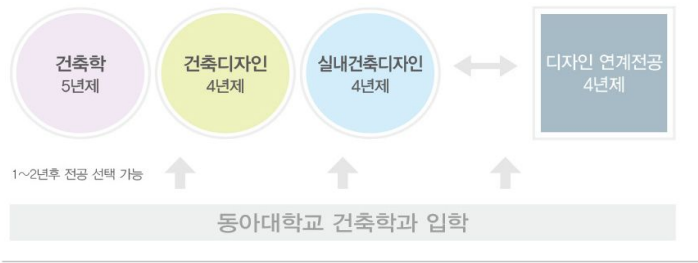 건축학
5년제
건축디자인
4년제
실내건축디자인
4년제
디자인 연계전공
4년제
1~2년후 전공 선택 가능
동아대학교 건축학과 입학